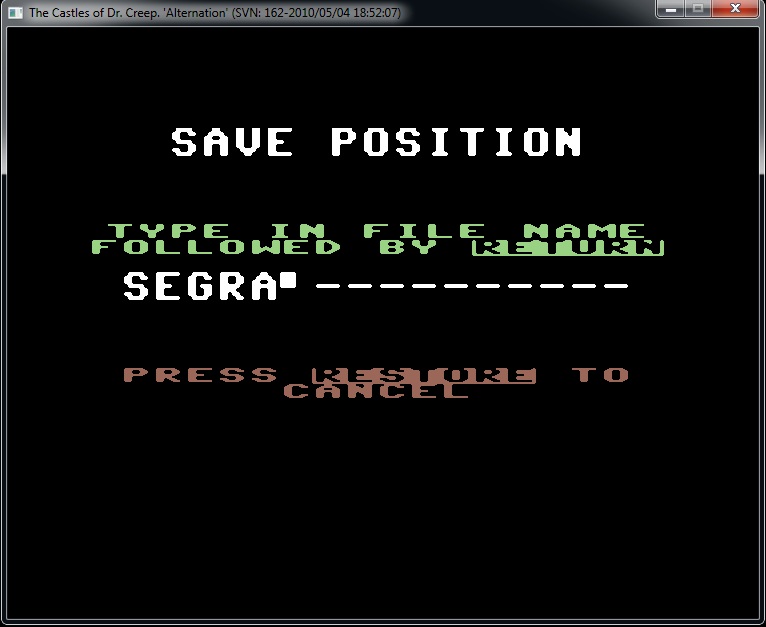 The Castles of Dr. Creep. 'Alternation' (SVN: 162-2010/05/04 18:52:07)
SAVE POSITION
TYPE IN FILE NAME
FOLLOWED BY RETURN
SEGRA ----------
PRESS RESTORE TO
CANCEL